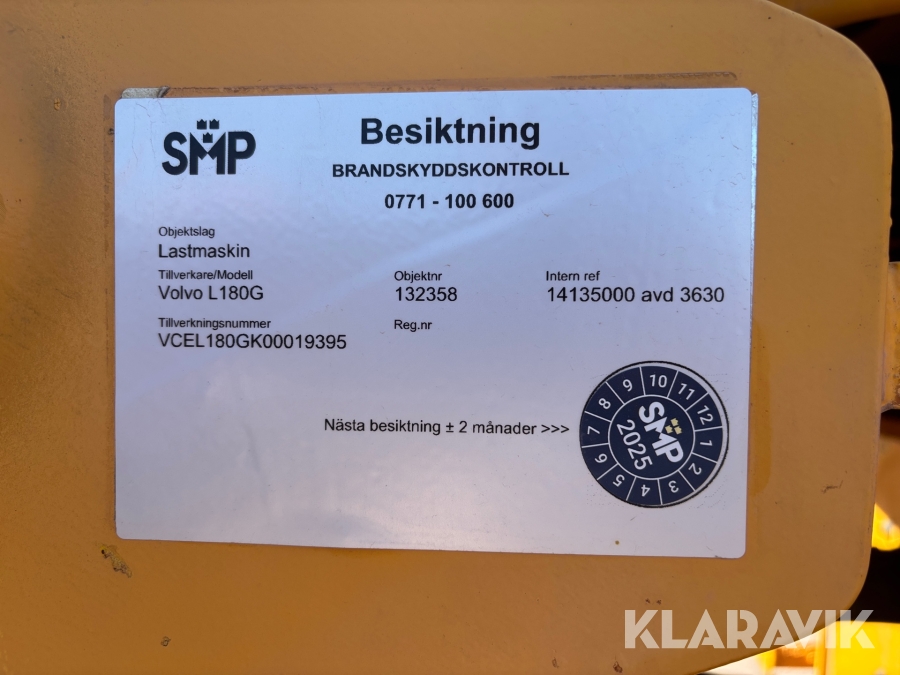 SMP
Besiktning
BRANDSKYDDSKONTROLL
0771 - 100 600
Objektslag
Lastmaskin
Tillverkare/Modell
Volvo L180G
Objektnr
132358
Intern ref
14135000 avd 3630
Tillverkningsnummer
VCEL180GK00019395
Reg.nr
Nästa besiktning ± 2 månader >>>
1 2 3 4 5 6 7 8 9 10 11 12
SMP
2025
KLARAVIK